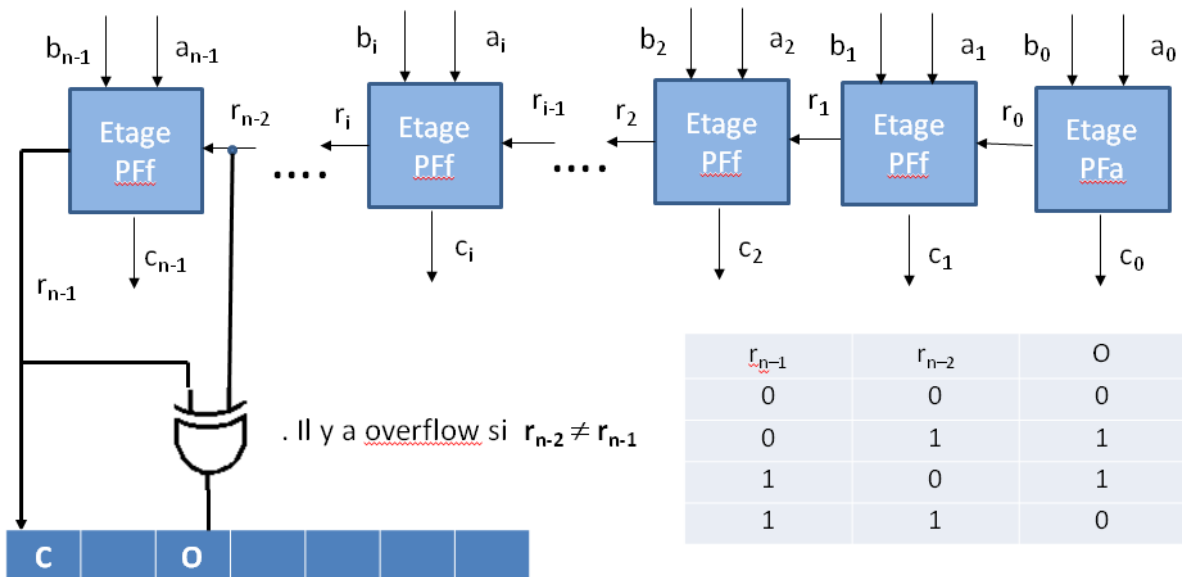 bn-1 an-1 bi ai b2 a2 b1 a1 b0 a0
rn-2 ri ri-1 r2 r1 r0
Etage PFf
Etage PFf
Etage PFf
Etage PFf
Etage PFa
.... ....
cn-1 ci c2 c1 c0
rn-1
. Il y a overflow si rn-2 ≠ rn-1
rn–1 rn–2 O
0 0 0
0 1 1
1 0 1
1 1 0
C O